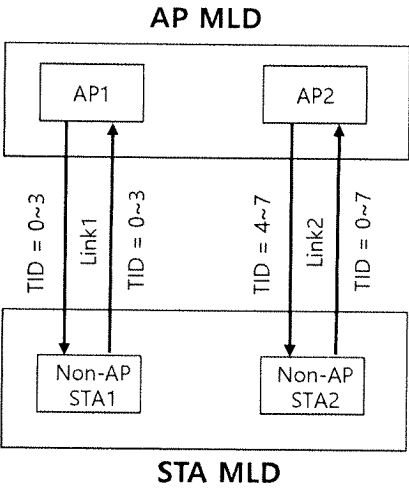 AP MLD
AP1
AP2
TID = 0~3
Link1
TID = 0~3
TID = 4~7
Link2
TID = 0~7
Non-AP
STA1
Non-AP
STA2
STA MLD